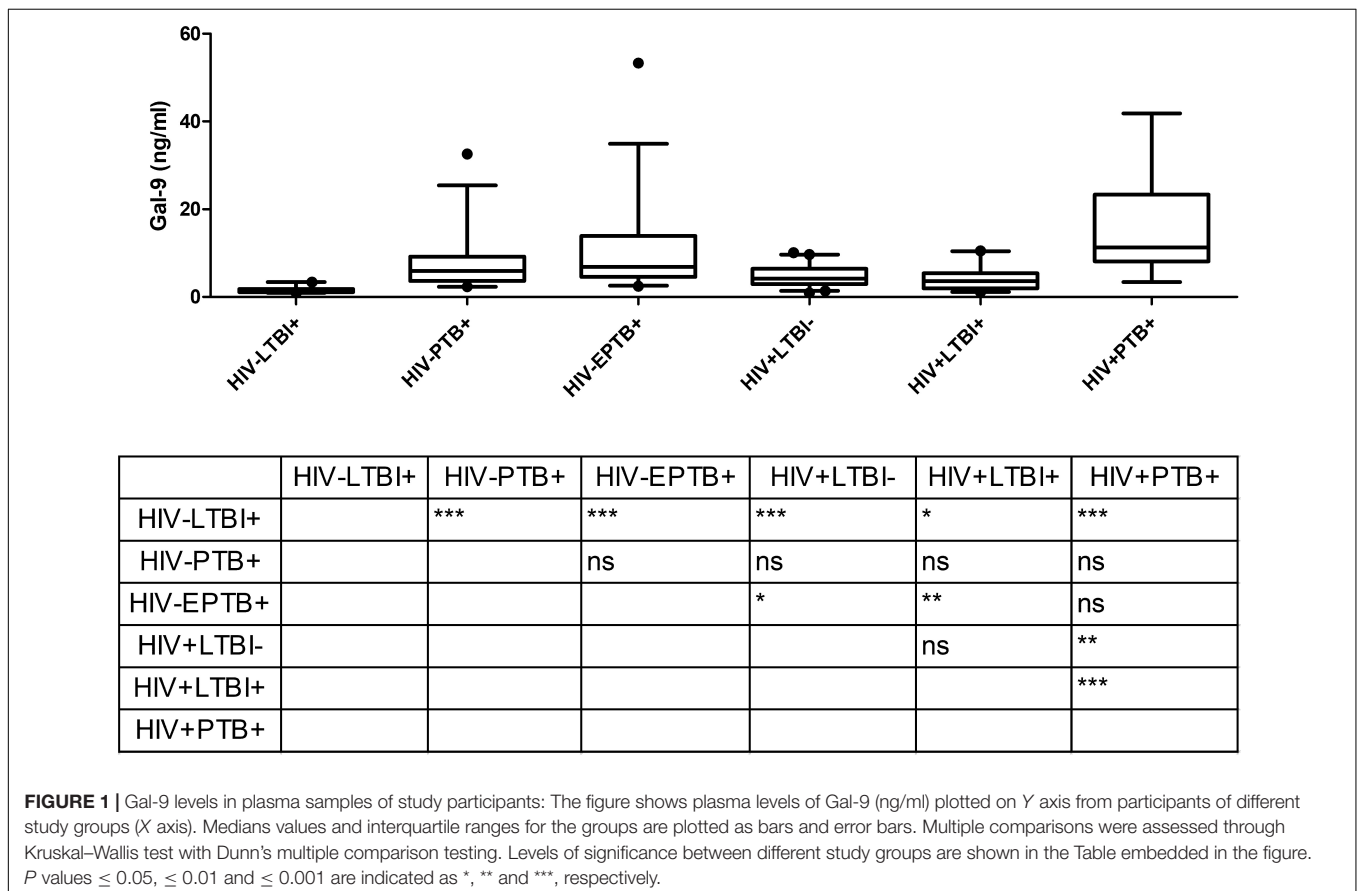 60
40
20
0
Gal-9 (ng/ml)
HIV-LTBI+
HIV-PTB+
HIV-EPTB+
HIV+LTBI-
HIV+LTBI+
HIV+PTB+
HIV-LTBI+ HIV-PTB+ HIV-EPTB+ HIV+LTBI- HIV+LTBI+ HIV+PTB+
HIV-LTBI+ *** *** *** * ***
HIV-PTB+ ns ns ns ns
HIV-EPTB+ * ** ns
HIV+LTBI- ns **
HIV+LTBI+ ***
HIV+PTB+
FIGURE 1 | Gal-9 levels in plasma samples of study participants: The figure shows plasma levels of Gal-9 (ng/ml) plotted on Y axis from participants of different
study groups (X axis). Medians values and interquartile ranges for the groups are plotted as bars and error bars. Multiple comparisons were assessed through
Kruskal–Wallis test with Dunn's multiple comparison testing. Levels of significance between different study groups are shown in the Table embedded in the figure.
P values ≤ 0.05, ≤ 0.01 and ≤ 0.001 are indicated as *, ** and ***, respectively.